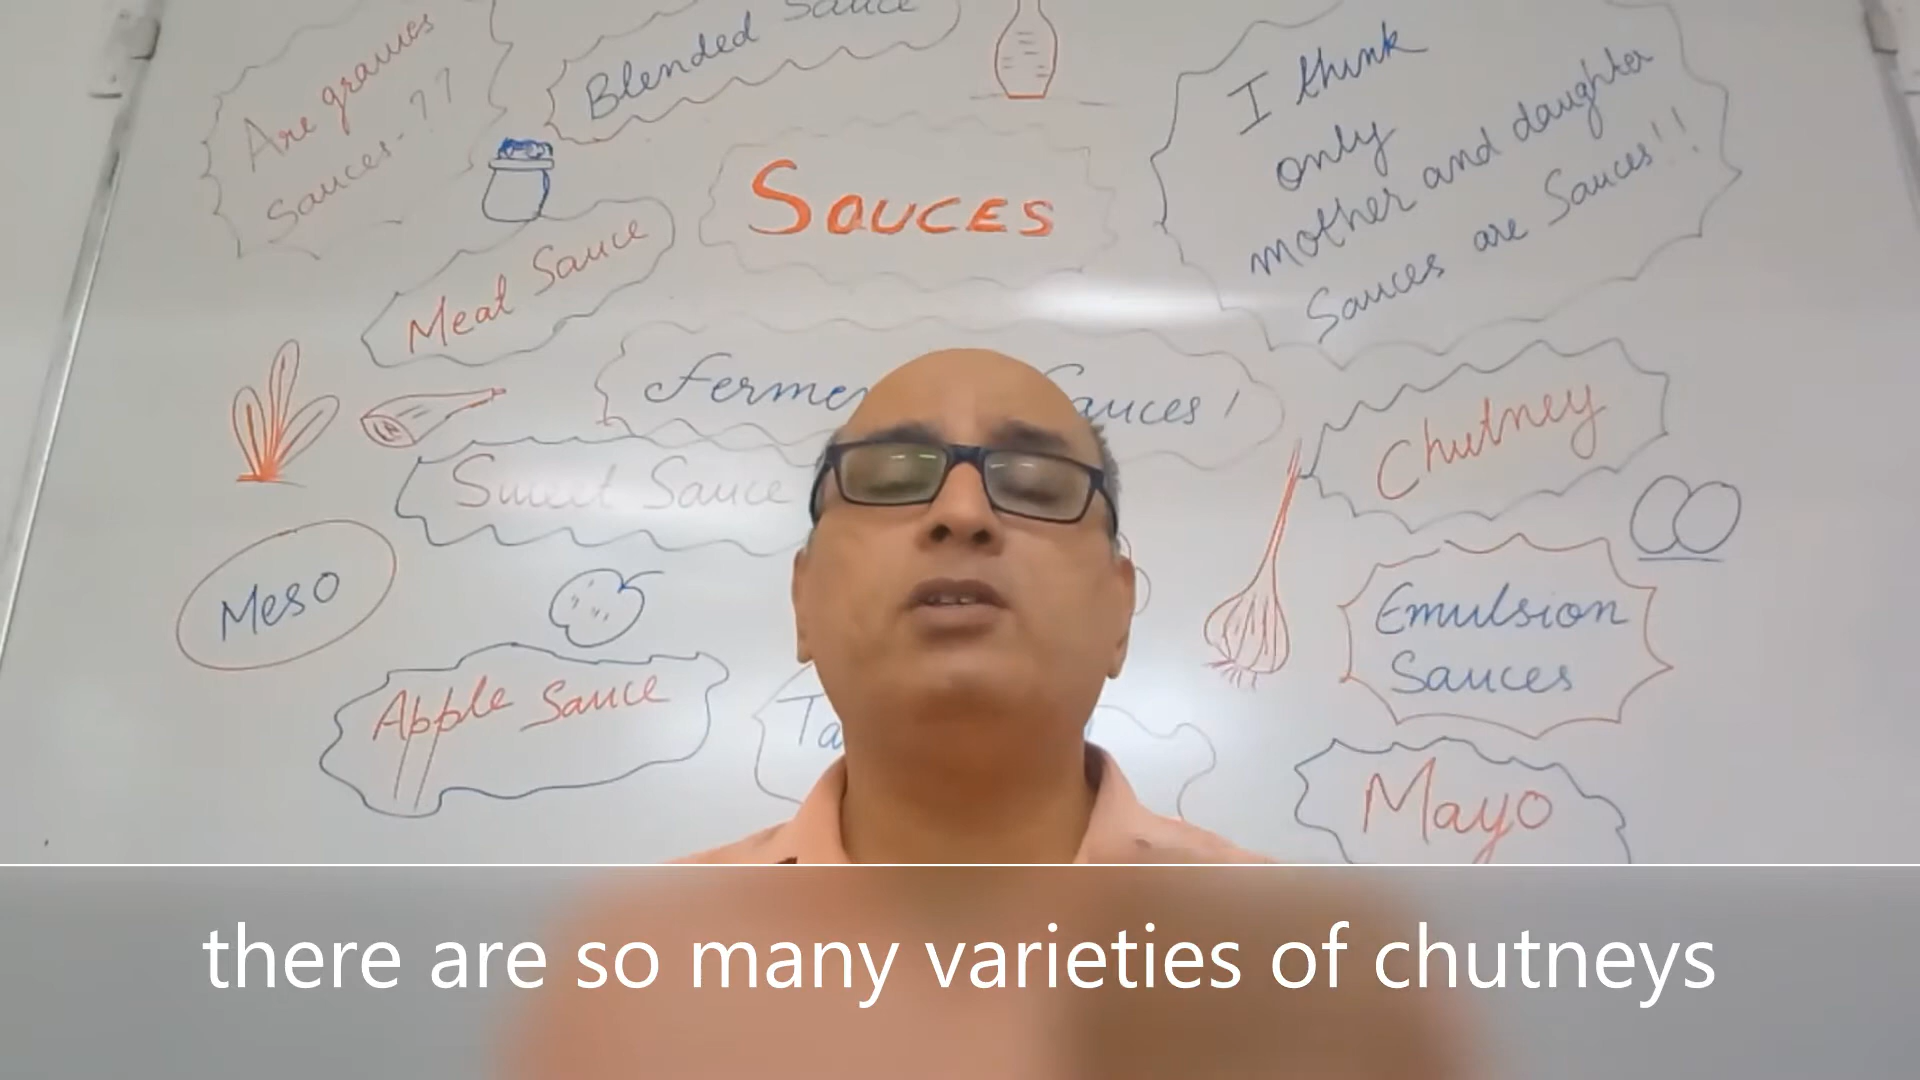 Are gravies
Sauces-??
Blended Sauce
I think
only
mother and daughter
Sauces are Sauces!!
SAUCES
Meat Sauce
Sauces!
Chutney
Sweet Sauce
Meso
Emulsion
Sauces
Apple Sauce
Mayo
there are so many varieties of chutneys